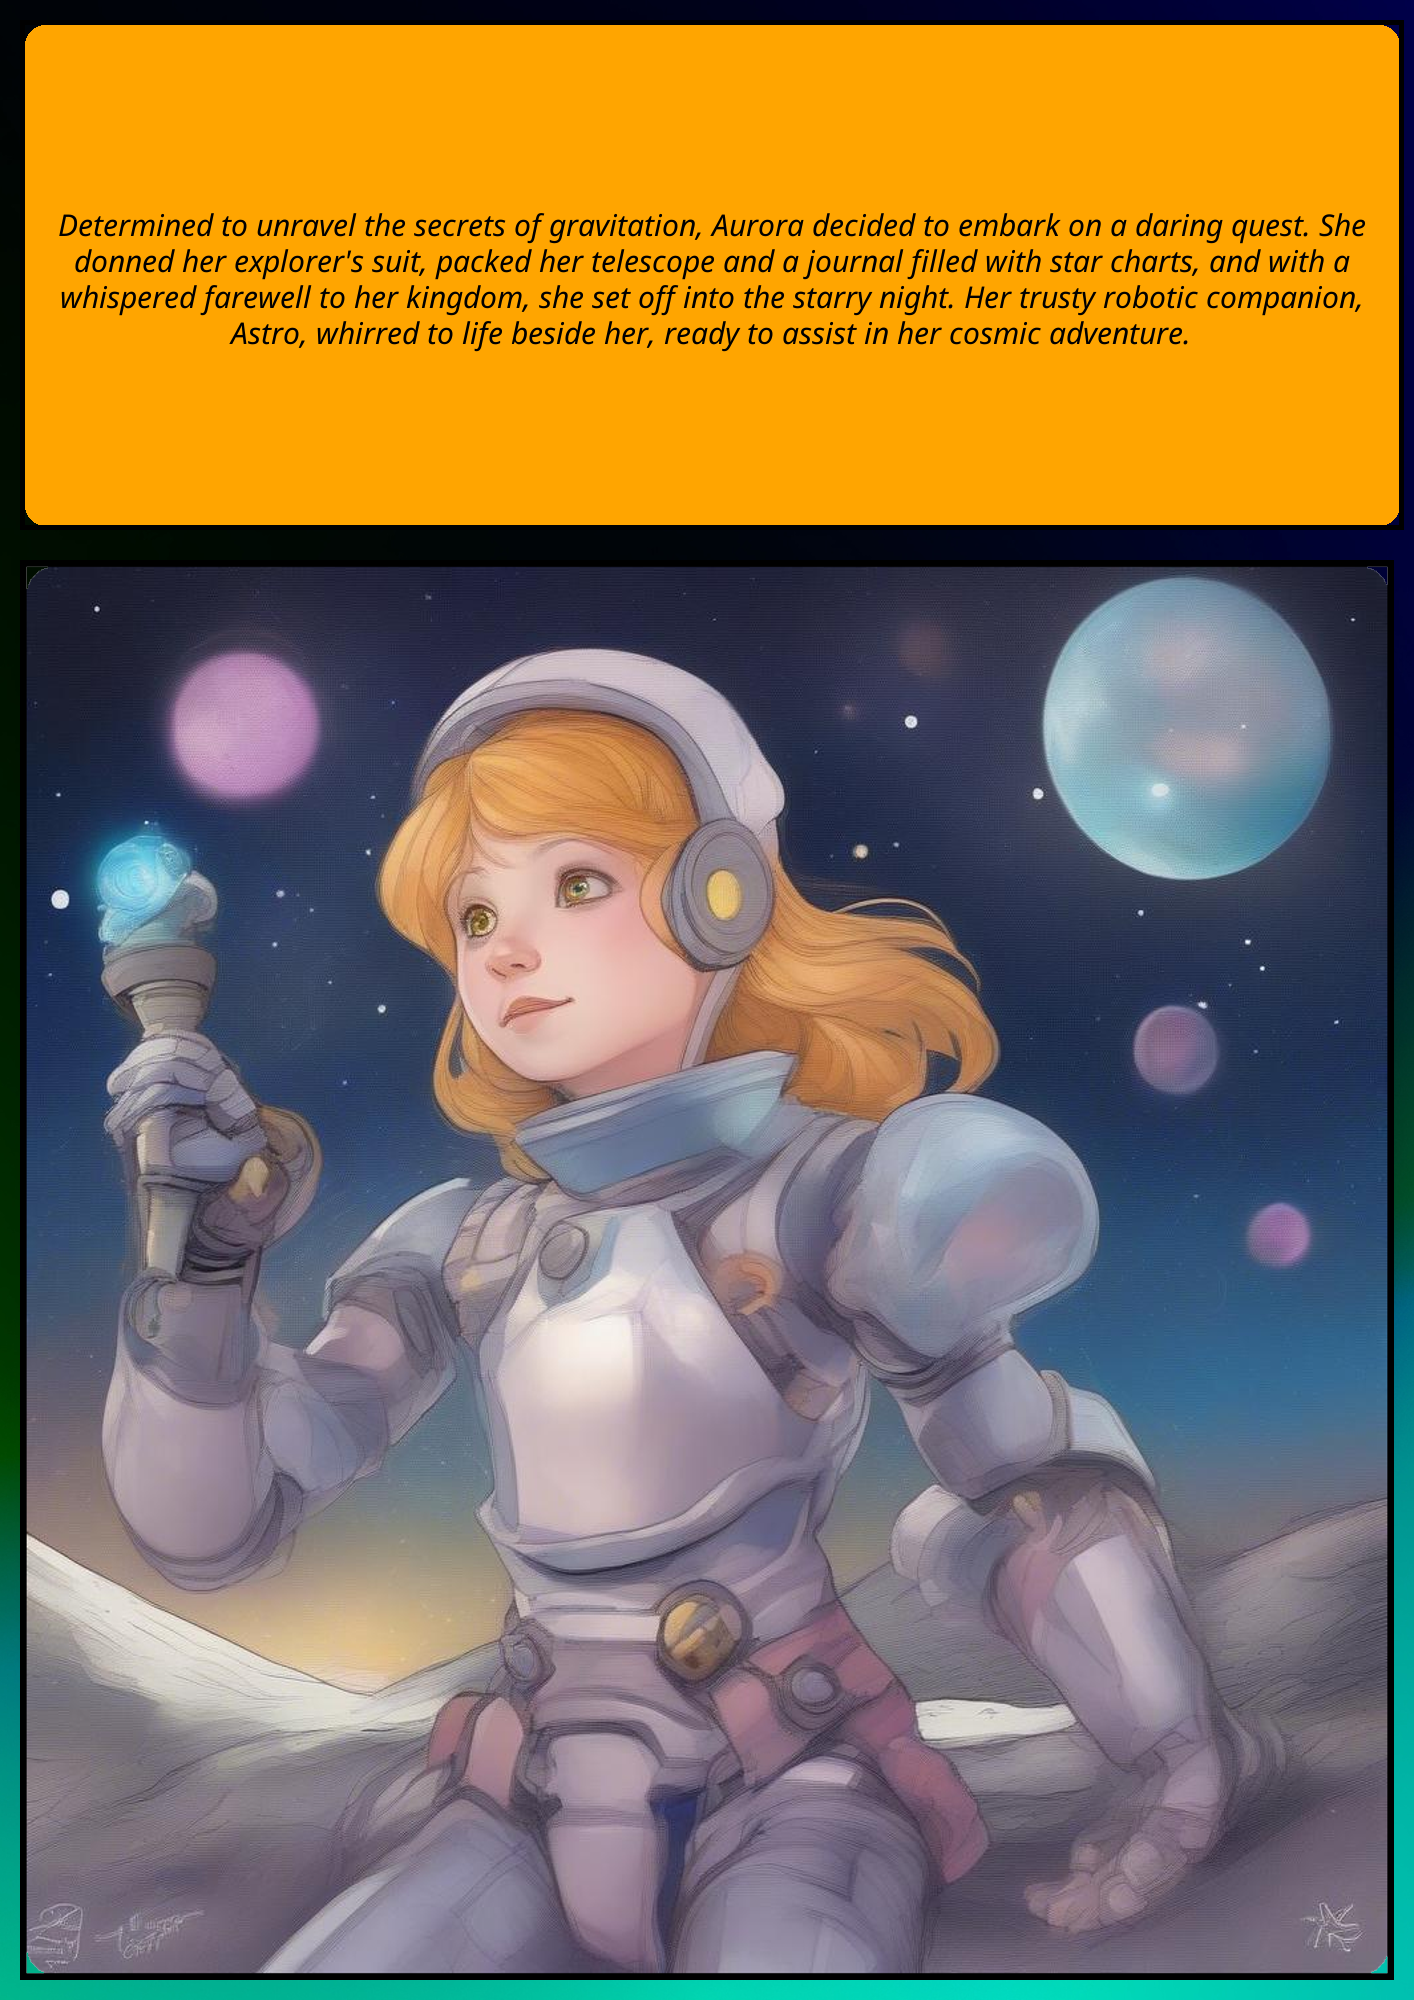 Determined to unravel the secrets of gravitation, Aurora decided to embark on a daring quest. She
donned her explorer's suit, packed her telescope and a journal filled with star charts, and with a
whispered farewell to her kingdom, she set off into the starry night. Her trusty robotic companion,
Astro, whirred to life beside her, ready to assist in her cosmic adventure.